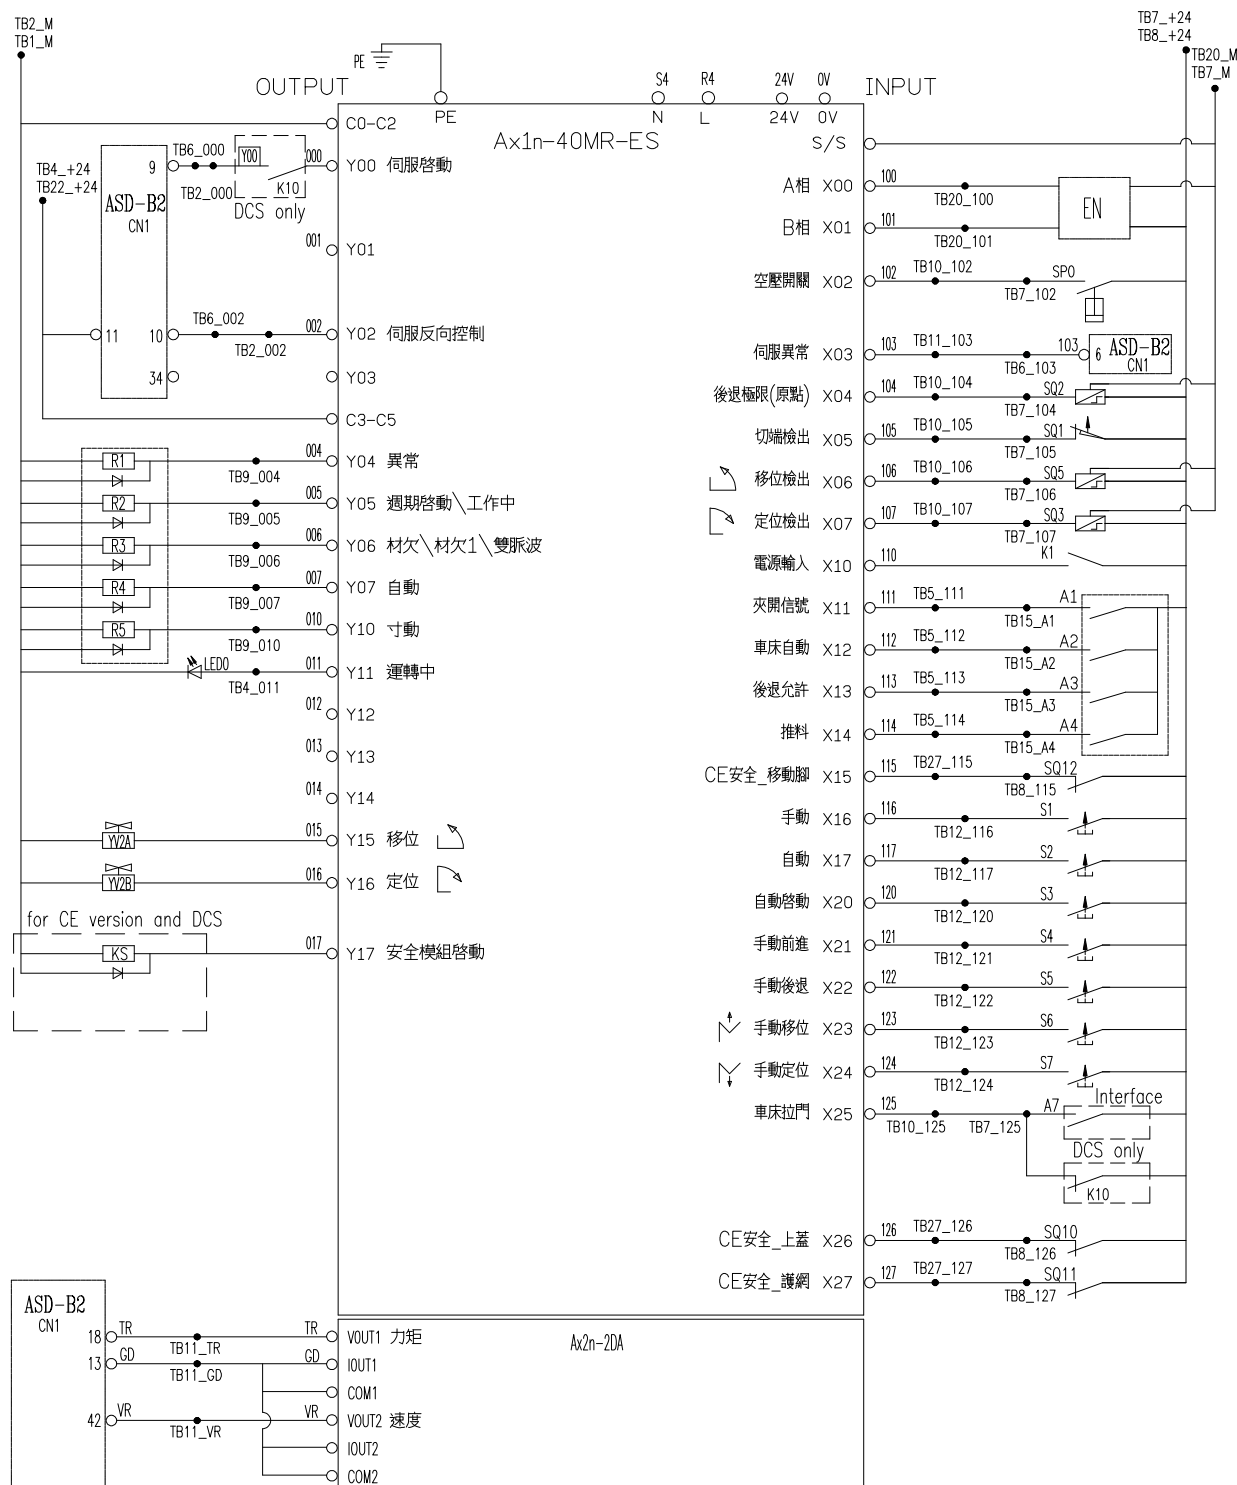 TB2_M
TB1_M
TB7_+24
TB8_+24
TB20_M
TB7_M
PE
OUTPUT
PE
S4
N
R4
L
24V
24V
0V
0V
INPUT
Ax1n-40MR-ES
C0-C2
S/S
TB4_+24
TB22_+24
9
ASD-B2
CN1
TB6_000
TB2_000
Y00
K10
DCS only
000
Y00 伺服啓動
001
Y01
11
10
34
TB6_002
TB2_002
002
Y02 伺服反向控制
Y03
C3-C5
R1
TB9_004
004
Y04 異常
R2
TB9_005
005
Y05 週期啓動\工作中
R3
TB9_006
006
Y06 材欠\材欠1\雙脈波
R4
TB9_007
007
Y07 自動
R5
TB9_010
010
Y10 寸動
LED0
TB4_011
011
Y11 運轉中
012
Y12
013
Y13
014
Y14
YV2A
015
Y15 移位
YV2B
016
Y16 定位
for CE version and DCS
KS
017
Y17 安全模組啓動
A相 X00
100
TB20_100
EN
B相 X01
101
TB20_101
空壓開關 X02
102
TB10_102
TB7_102
SP0
伺服異常 X03
103
TB11_103
TB6_103
103
6 ASD-B2
CN1
後退極限(原點) X04
104
TB10_104
TB7_104
SQ2
切端檢出 X05
105
TB10_105
TB7_105
SQ1
移位檢出 X06
106
TB10_106
TB7_106
SQ5
定位檢出 X07
107
TB10_107
TB7_107
SQ3
電源輸入 X10
110
K1
夾開信號 X11
111
TB5_111
TB15_A1
A1
車床自動 X12
112
TB5_112
TB15_A2
A2
後退允許 X13
113
TB5_113
TB15_A3
A3
推料 X14
114
TB5_114
TB15_A4
A4
CE安全_移動腳 X15
115
TB27_115
TB8_115
SQ12
手動 X16
116
TB12_116
S1
自動 X17
117
TB12_117
S2
自動啓動 X20
120
TB12_120
S3
手動前進 X21
121
TB12_121
S4
手動後退 X22
122
TB12_122
S5
手動移位 X23
123
TB12_123
S6
手動定位 X24
124
TB12_124
S7
車床拉門 X25
125
TB10_125
TB7_125
A7
Interface
DCS only
K10
CE安全_上蓋 X26
126
TB27_126
TB8_126
SQ10
CE安全_護網 X27
127
TB27_127
TB8_127
SQ11
ASD-B2
CN1
Ax2n-2DA
18
TR
TB11_TR
TR
VOUT1 力矩
13
GD
TB11_GD
GD
IOUT1
COM1
42
VR
TB11_VR
VR
VOUT2 速度
IOUT2
COM2